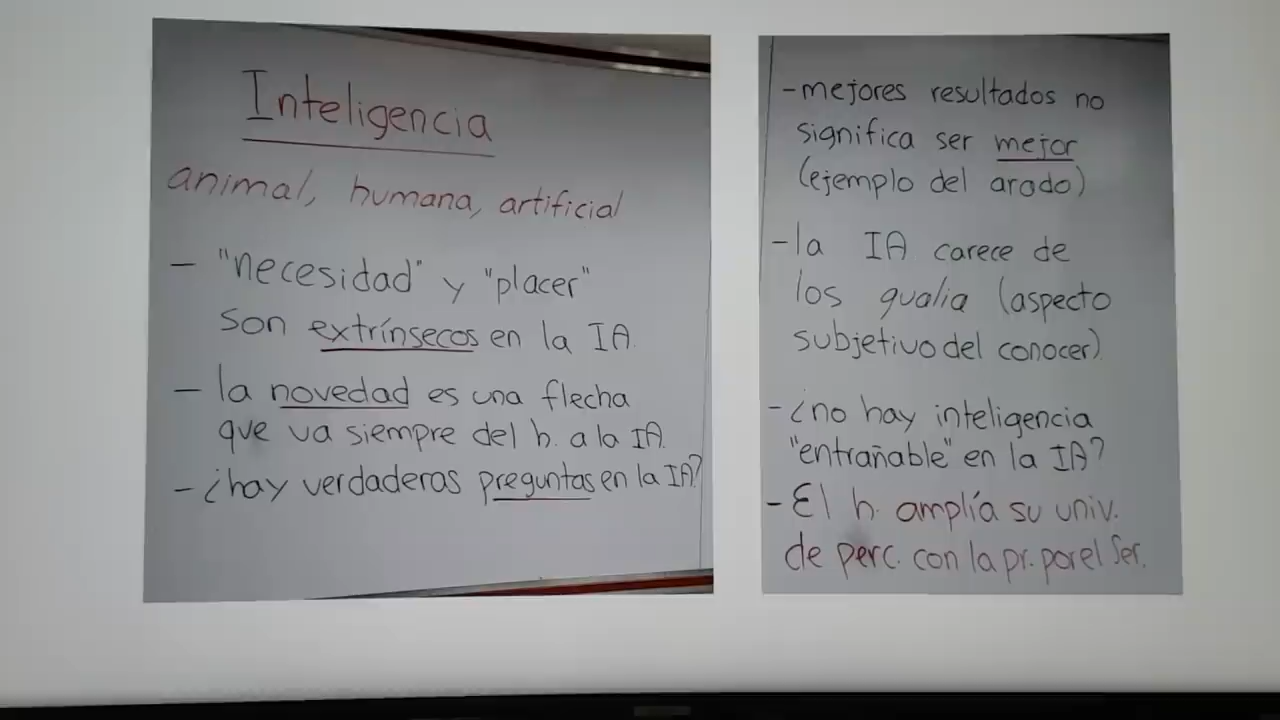 Inteligencia
animal, humana, artificial
- "necesidad" y "placer"
son extrínsecos en la IA.
- la novedad es una flecha
que va siempre del h. a la IA.
- ¿hay verdaderas preguntas en la IA?
- mejores resultados no
significa ser mejor
(ejemplo del arado)
- la IA carece de
los qualia (aspecto
subjetivo del conocer)
- ¿no hay inteligencia
"entrañable" en la IA?
- El h. amplía su univ.
de perc. con la pr. por el Ser.